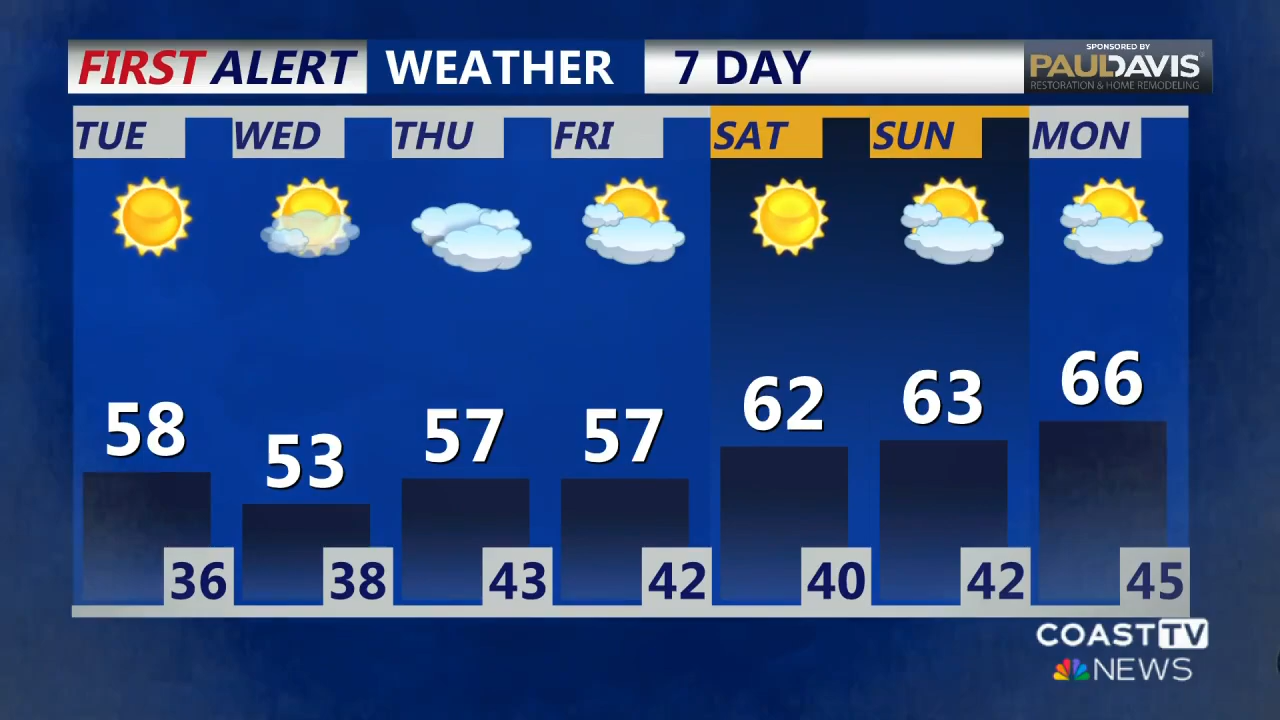 FIRST ALERT WEATHER 7 DAY
SPONSORED BY
PAUL DAVIS
RESTORATION & HOME REMODELING
TUE WED THU FRI SAT SUN MON
58 53 57 57 62 63 66
36 38 43 42 40 42 45
COAST TV
NEWS